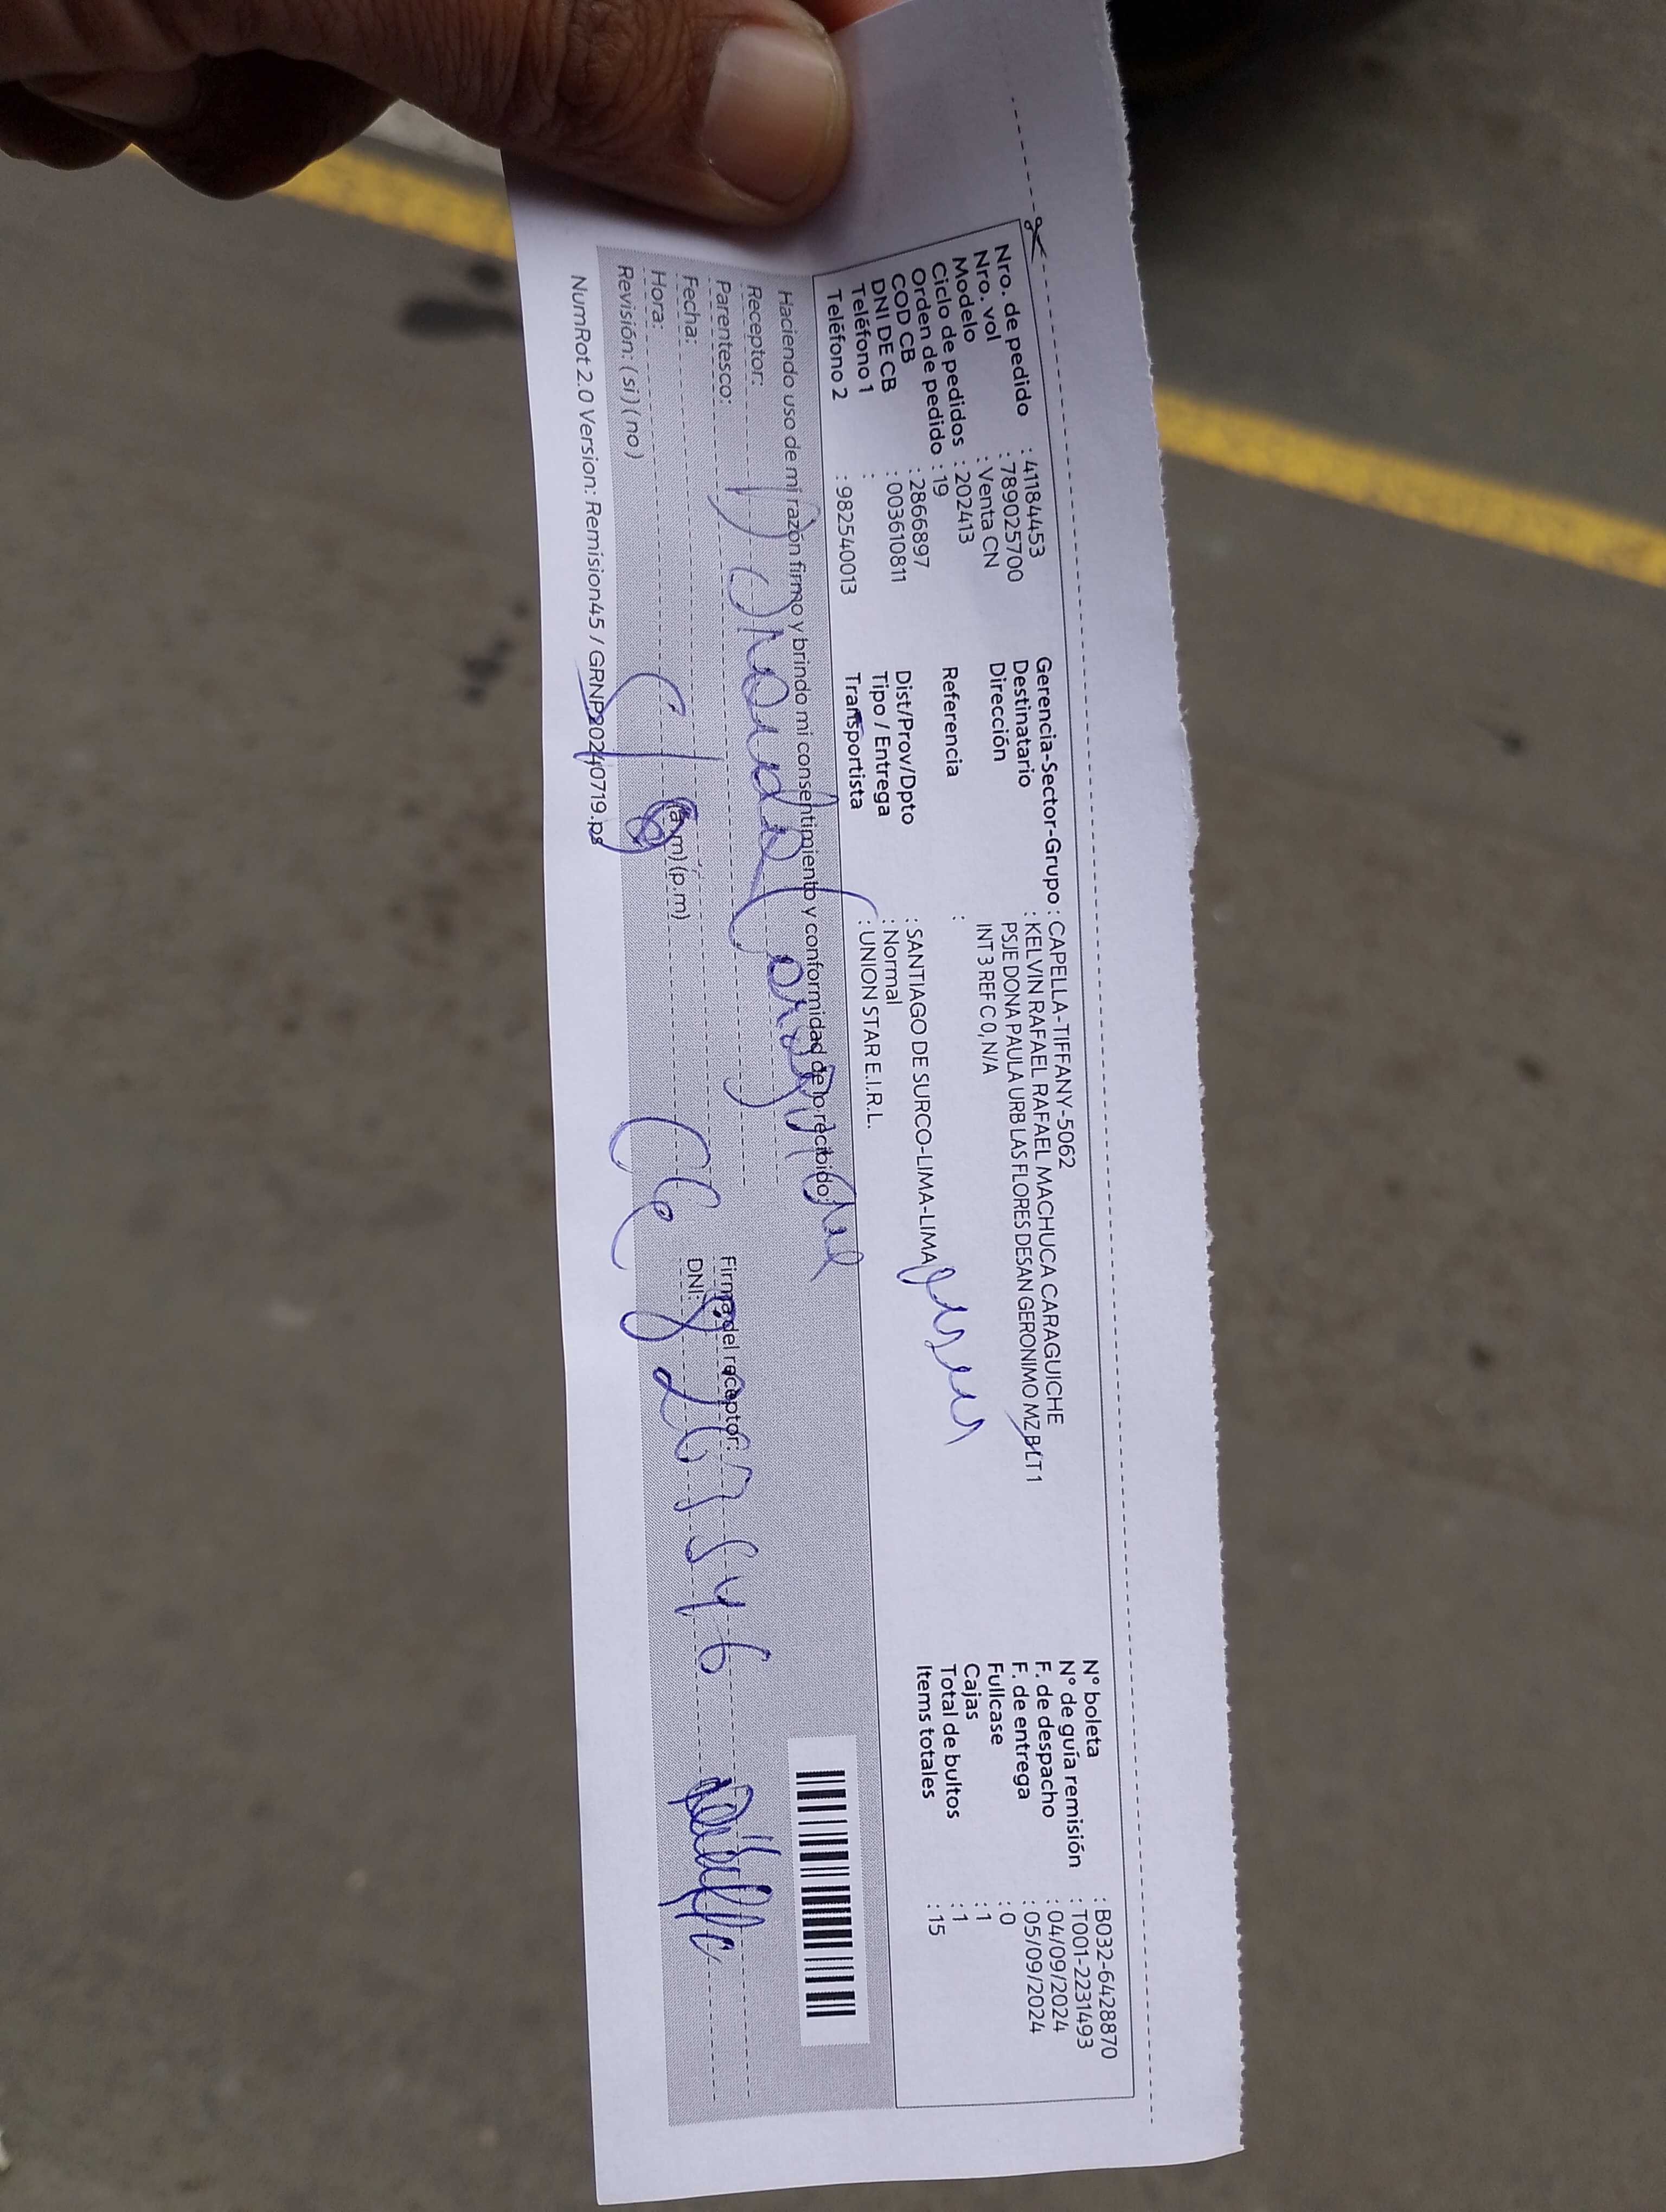 Nro. de pedido : 41184453
Nro. vol : 789025700
Modelo : Venta CN
Ciclo de pedidos : 202413
Orden de pedido : 19
COD CB : 2866897
DNI DE CB : 003610811
Teléfono 1 :
Teléfono 2 : 982540013
Gerencia-Sector-Grupo : CAPELLA-TIFFANY-5062
Destinatario : KELVIN RAFAEL RAFAEL MACHUCA CARAGUICHE
Dirección PSJE DONA PAULA URB LAS FLORES DESAN GERONIMO MZ B LT 1
INT 3 REF C 0, N/A
Referencia :
Dist/Prov/Dpto : SANTIAGO DE SURCO-LIMA-LIMA
Tipo / Entrega : Normal
Transportista : UNION STAR E.I.R.L.
N° boleta : B032-6428870
N° de guía remisión : T001-2231493
F. de despacho : 04/09/2024
F. de entrega : 05/09/2024
Fullcase : 0
Cajas : 1
Total de bultos : 1
Items totales : 15
Haciendo uso de mi razón firmo y brindo mi consentimiento y conformidad de lo recibido:
Receptor:
Parentesco:
Fecha:
Hora: (a.m) (p.m)
Revisión: (si) (no)
Firma del receptor:
DNI:
NumRot 2.0 Version: Remision45 / GRNP20240719.ps